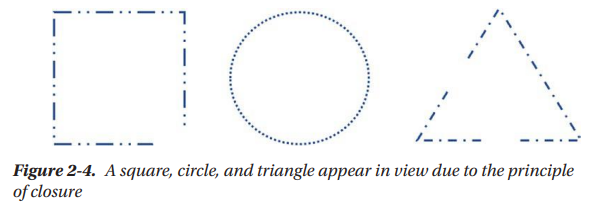 Figure 2-4. A square, circle, and triangle appear in view due to the principle
of closure